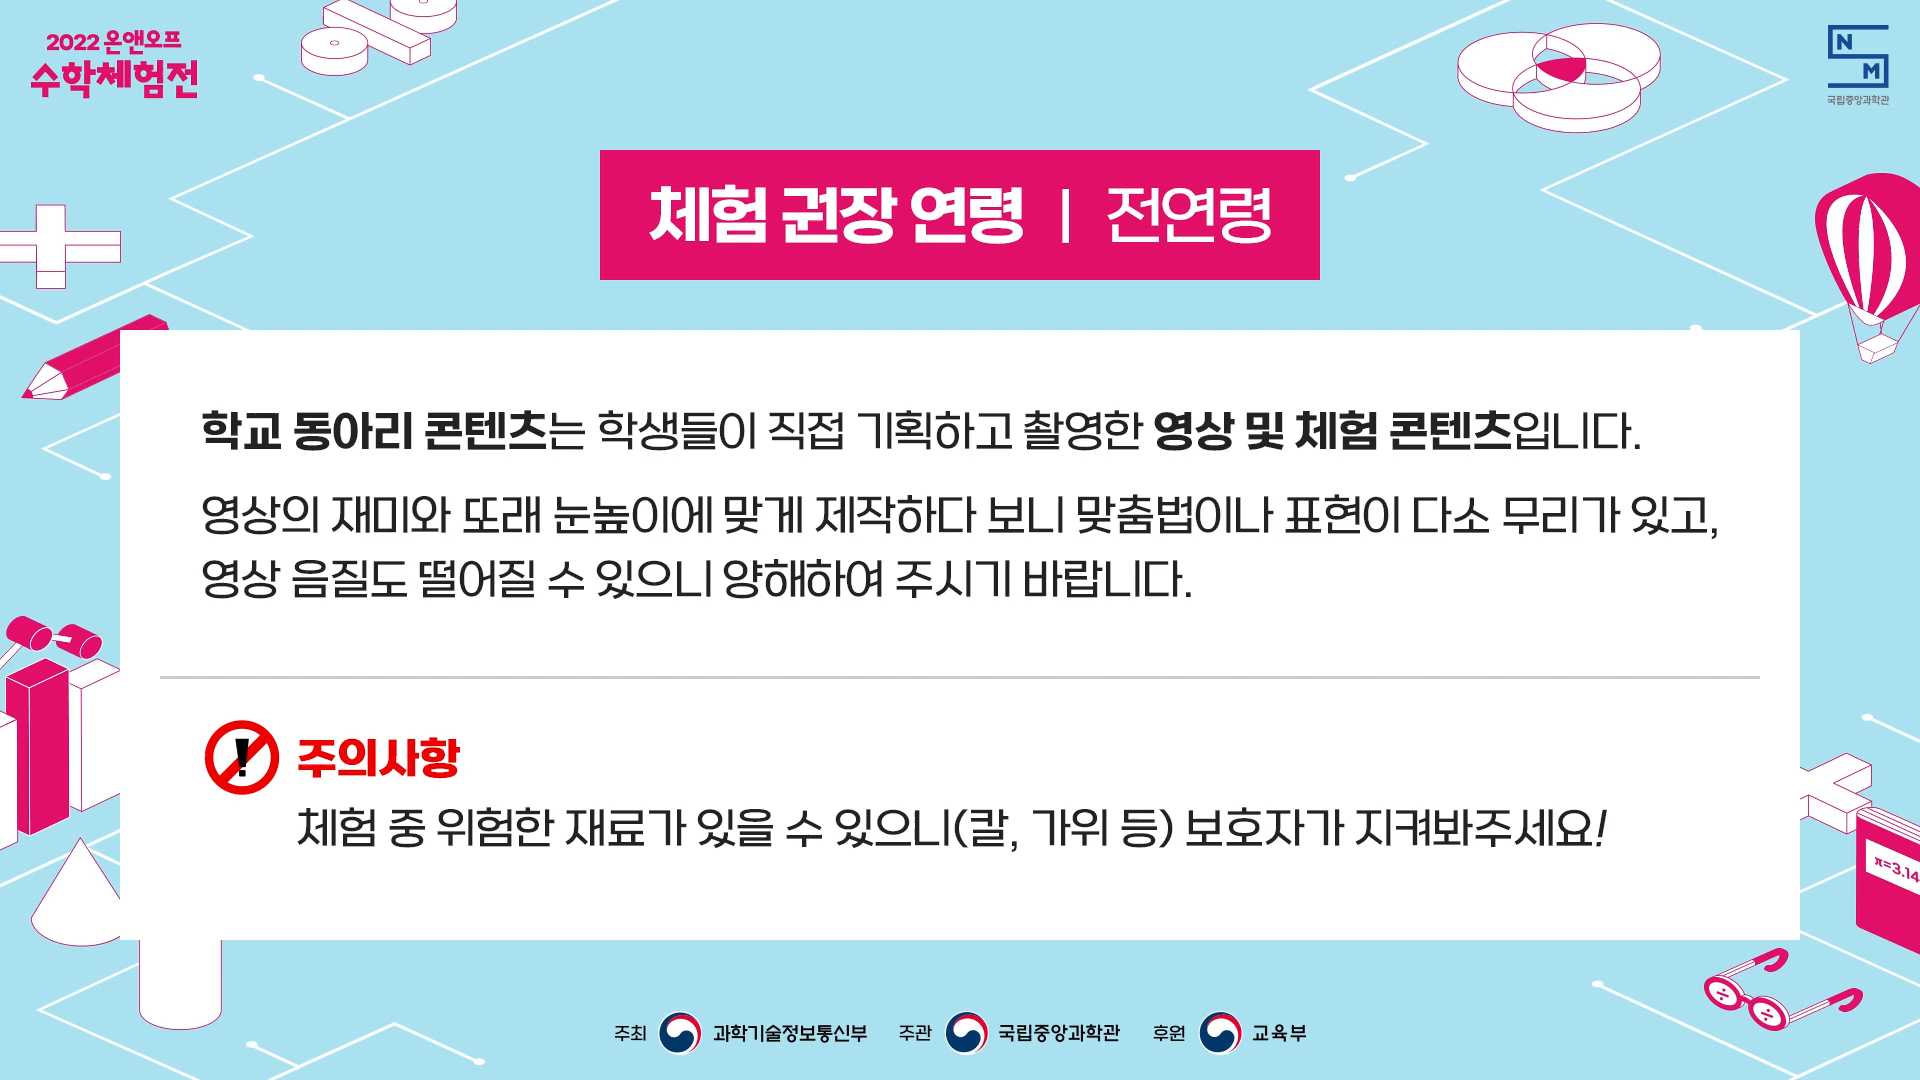 2022 온앤오프
수학체험전
NSM
국립중앙과학관
체험 권장 연령 | 전연령
학교 동아리 콘텐츠는 학생들이 직접 기획하고 촬영한 영상 및 체험 콘텐츠입니다.
영상의 재미와 또래 눈높이에 맞게 제작하다 보니 맞춤법이나 표현이 다소 무리가 있고,
영상 음질도 떨어질 수 있으니 양해하여 주시기 바랍니다.
주의사항
체험 중 위험한 재료가 있을 수 있으니(칼, 가위 등) 보호자가 지켜봐주세요!
π=3.14
주최 과학기술정보통신부 주관 국립중앙과학관 후원 교육부